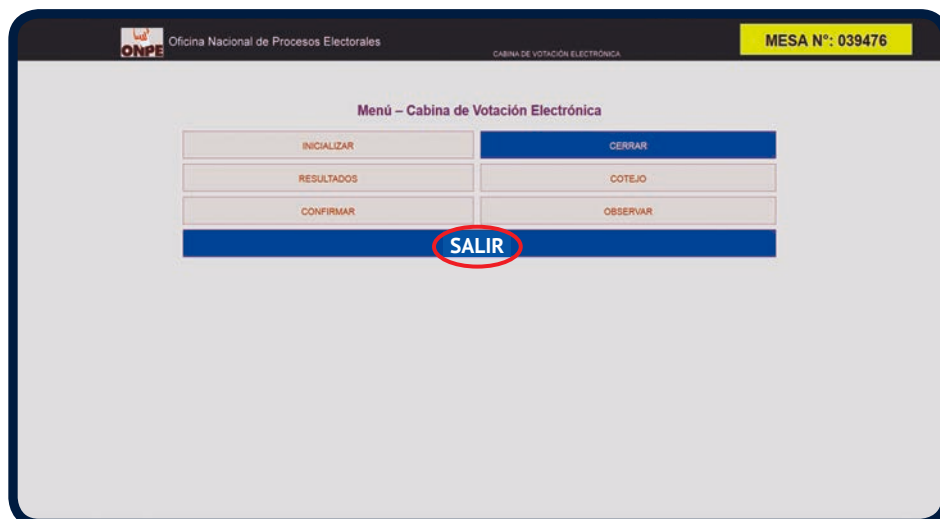 ONPE
Oficina Nacional de Procesos Electorales
CABINA DE VOTACIÓN ELECTRÓNICA
MESA N°: 039476
Menú – Cabina de Votación Electrónica
INICIALIZAR
CERRAR
RESULTADOS
COTEJO
CONFIRMAR
OBSERVAR
SALIR